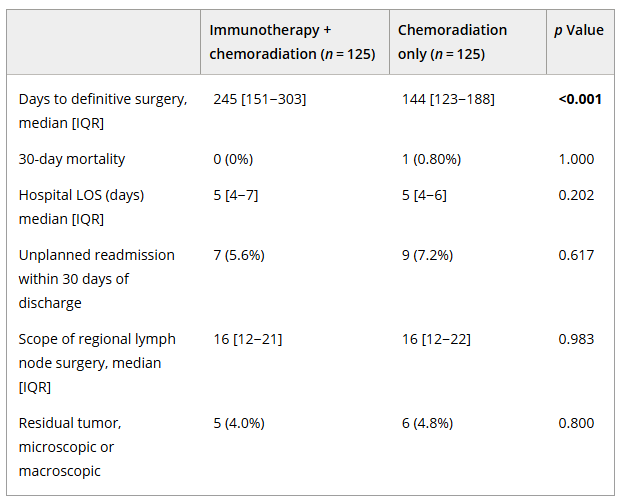 Immunotherapy + Chemoradiation p Value
chemoradiation (n = 125) only (n = 125)
Days to definitive surgery, 245 [151–303] 144 [123–188] <0.001
median [IQR]
30-day mortality 0 (0%) 1 (0.80%) 1.000
Hospital LOS (days) 5 [4–7] 5 [4–6] 0.202
median [IQR]
Unplanned readmission 7 (5.6%) 9 (7.2%) 0.617
within 30 days of
discharge
Scope of regional lymph 16 [12–21] 16 [12–22] 0.983
node surgery, median
[IQR]
Residual tumor, 5 (4.0%) 6 (4.8%) 0.800
microscopic or
macroscopic